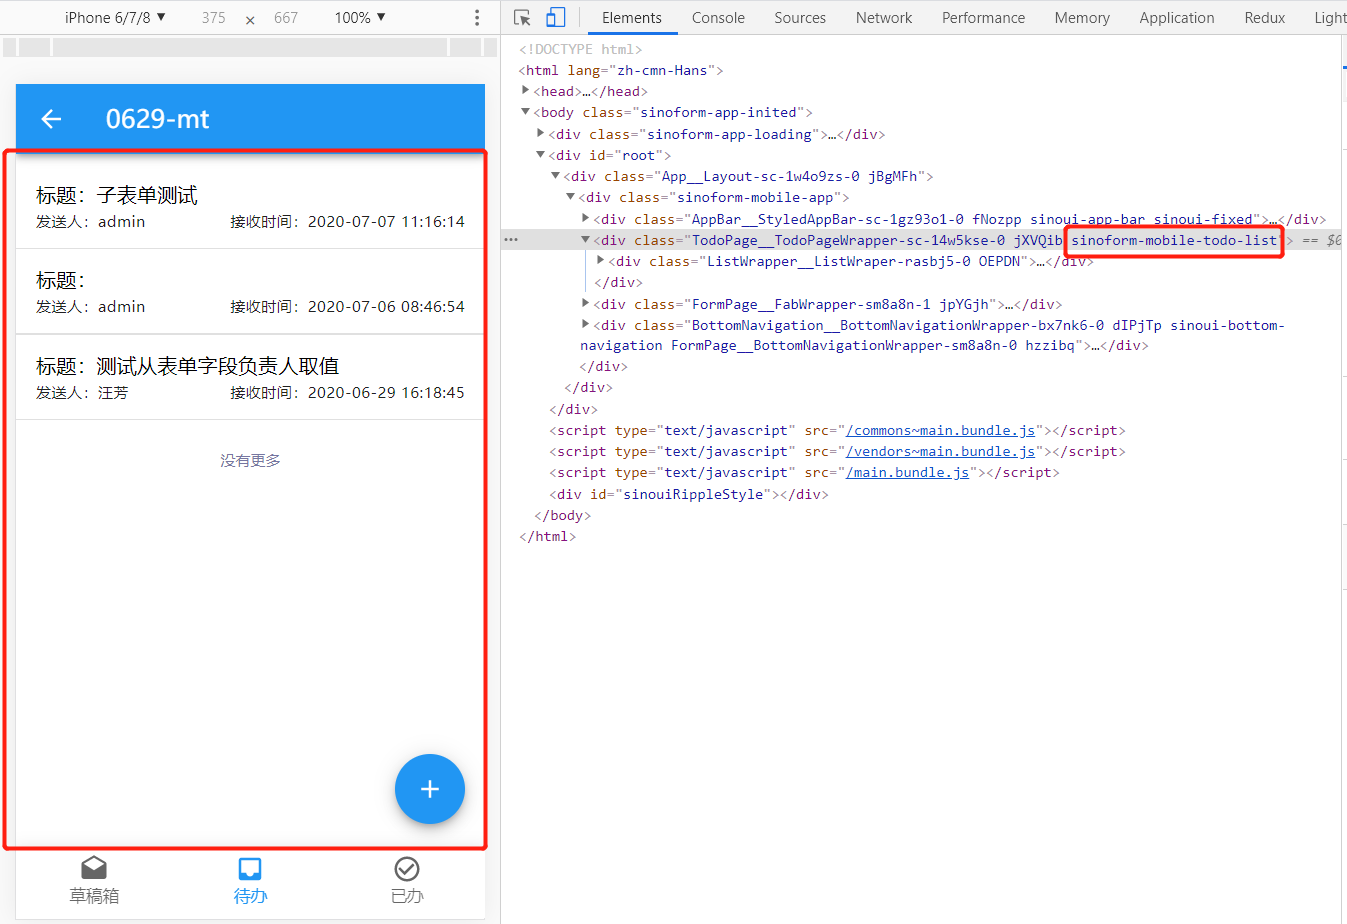 iPhone 6/7/8 ▼ 375 × 667 100% ▼
Elements Console Sources Network Performance Memory Application Redux Light
0629-mt
标题：子表单测试
发送人：admin 接收时间：2020-07-07 11:16:14
标题：
发送人：admin 接收时间：2020-07-06 08:46:54
标题：测试从表单字段负责人取值
发送人：汪芳 接收时间：2020-06-29 16:18:45
没有更多
草稿箱 待办 已办
<!DOCTYPE html>
<html lang="zh-cmn-Hans">
<head>…</head>
<body class="sinoform-app-inited">
<div class="sinoform-app-loading">…</div>
<div id="root">
<div class="App__Layout-sc-1w4o9zs-0 jBgMFh">
<div class="sinoform-mobile-app">
<div class="AppBar__StyledAppBar-sc-1gz93o1-0 fNozpp sinoui-app-bar sinoui-fixed">…</div>
<div class="TodoPage__TodoPageWrapper-sc-14w5kse-0 jXVQib sinoform-mobile-todo-list"> == $0
<div class="ListWrapper__ListWraper-rasbj5-0 OEPDN">…</div>
</div>
<div class="FormPage__FabWrapper-sm8a8n-1 jpYGjh">…</div>
<div class="BottomNavigation__BottomNavigationWrapper-bx7nk6-0 dIPjTp sinoui-bottom-
navigation FormPage__BottomNavigationWrapper-sm8a8n-0 hzzibq">…</div>
</div>
</div>
</div>
<script type="text/javascript" src="/commons~main.bundle.js"></script>
<script type="text/javascript" src="/vendors~main.bundle.js"></script>
<script type="text/javascript" src="/main.bundle.js"></script>
<div id="sinouiRippleStyle"></div>
</body>
</html>